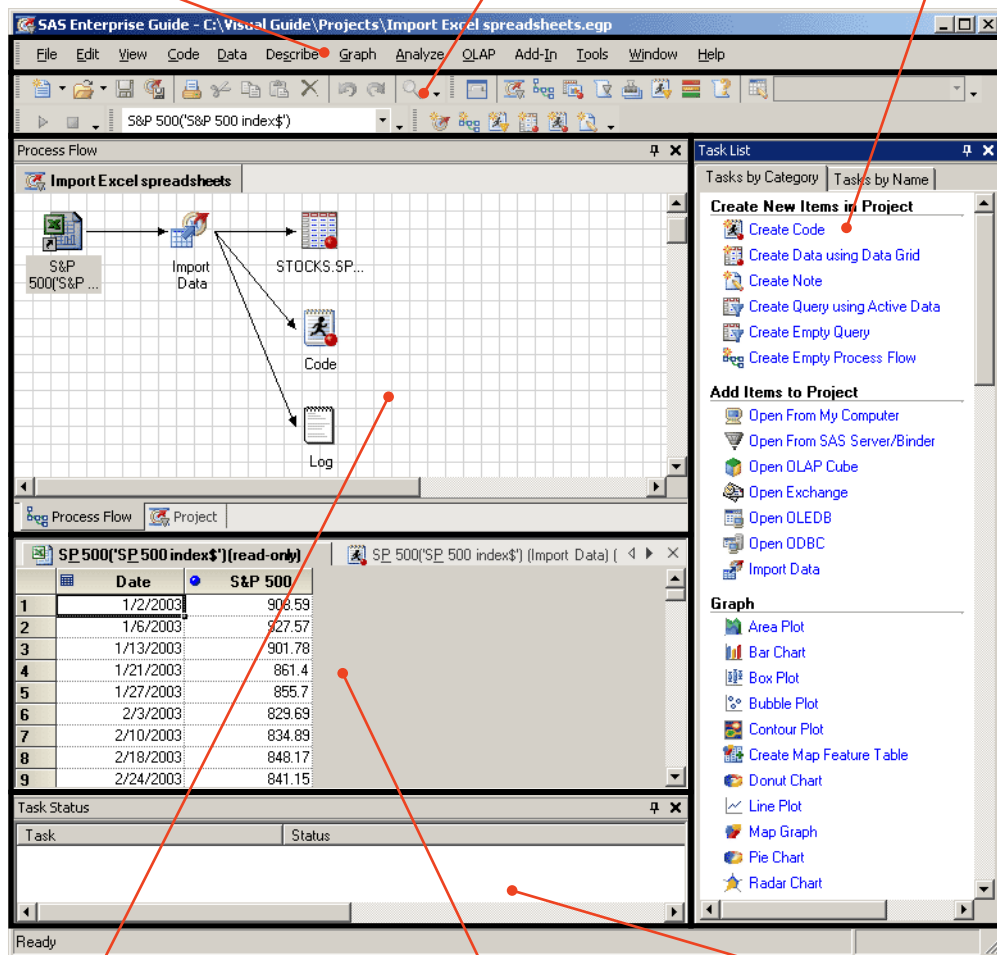 SAS Enterprise Guide - C:\Visual Guide\Projects\Import Excel spreadsheets.egp
File Edit View Code Data Describe Graph Analyze OLAP Add-In Tools Window Help
S&P 500('S&P 500 index$')
Process Flow
Import Excel spreadsheets
S&P 500('S&P ...
Import Data
STOCKS.SP...
Code
Log
Process Flow Project
SP 500('SP 500 index$')(read-only) SP 500('SP 500 index$') (Import Data) (
Date S&P 500
1 1/2/2003 908.59
2 1/6/2003 927.57
3 1/13/2003 901.78
4 1/21/2003 861.4
5 1/27/2003 855.7
6 2/3/2003 829.69
7 2/10/2003 834.89
8 2/18/2003 848.17
9 2/24/2003 841.15
Task Status
Task Status
Ready
Task List
Tasks by Category Tasks by Name
Create New Items in Project
Create Code
Create Data using Data Grid
Create Note
Create Query using Active Data
Create Empty Query
Create Empty Process Flow
Add Items to Project
Open From My Computer
Open From SAS Server/Binder
Open OLAP Cube
Open Exchange
Open OLEDB
Open ODBC
Import Data
Graph
Area Plot
Bar Chart
Box Plot
Bubble Plot
Contour Plot
Create Map Feature Table
Donut Chart
Line Plot
Map Graph
Pie Chart
Radar Chart